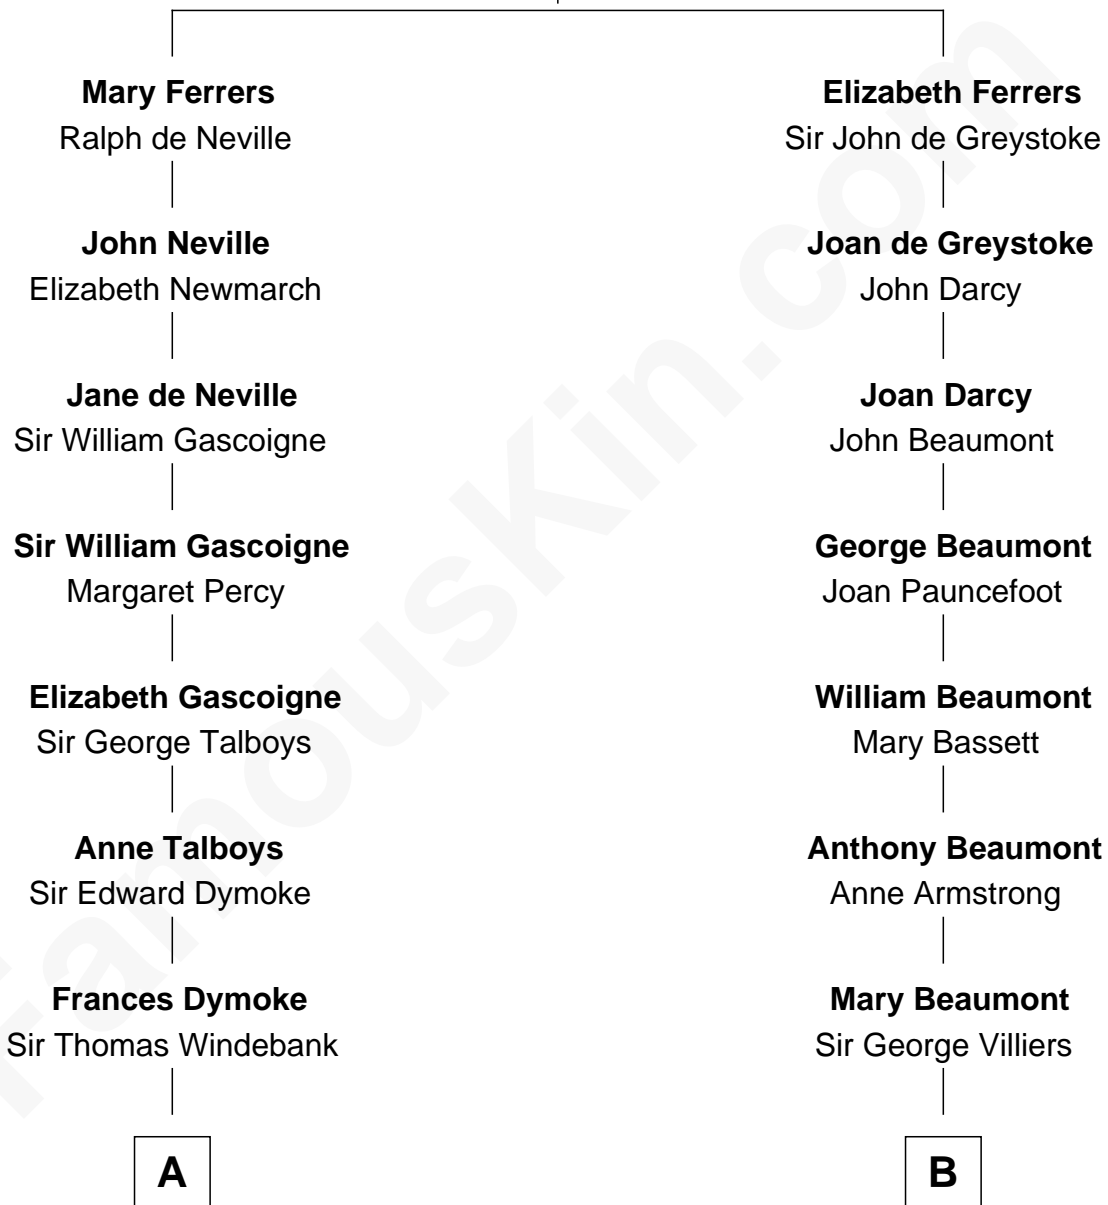 Mary Ferrers
Ralph de Neville
John Neville
Elizabeth Newmarch
Jane de Neville
Sir William Gascoigne
Sir William Gascoigne
Margaret Percy
Elizabeth Gascoigne
Sir George Talboys
Anne Talboys
Sir Edward Dymoke
Frances Dymoke
Sir Thomas Windebank
A
Elizabeth Ferrers
Sir John de Greystoke
Joan de Greystoke
John Darcy
Joan Darcy
John Beaumont
George Beaumont
Joan Pauncefoot
William Beaumont
Mary Bassett
Anthony Beaumont
Anne Armstrong
Mary Beaumont
Sir George Villiers
B
FamousKin.com